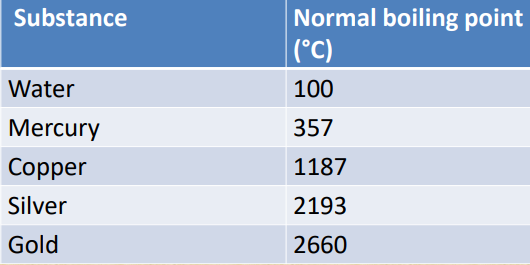 Substance Normal boiling point
(°C)
Water 100
Mercury 357
Copper 1187
Silver 2193
Gold 2660